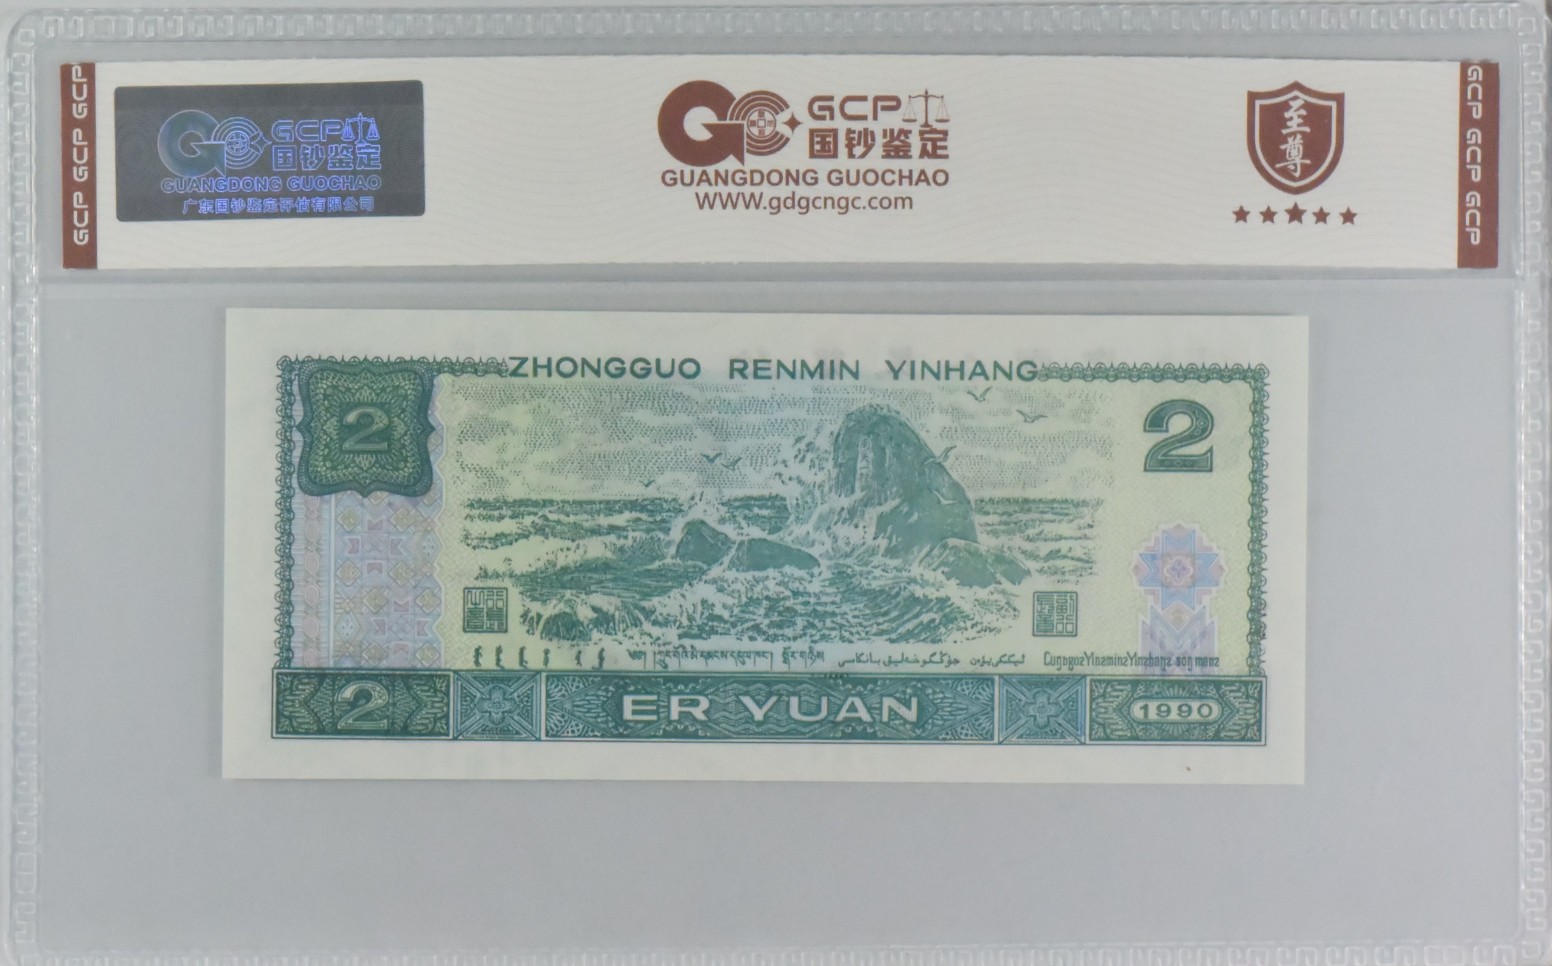 GCP GCP GCP
GCP
国钞鉴定
GUANGDONG GUOCHAO
广东国钞鉴定评估有限公司
GCP
国钞鉴定
GUANGDONG GUOCHAO
WWW.gdgcngc.com
至尊
GCP GCP GCP
ZHONGGUO RENMIN YINHANG
2
2
2
ER YUAN
1990